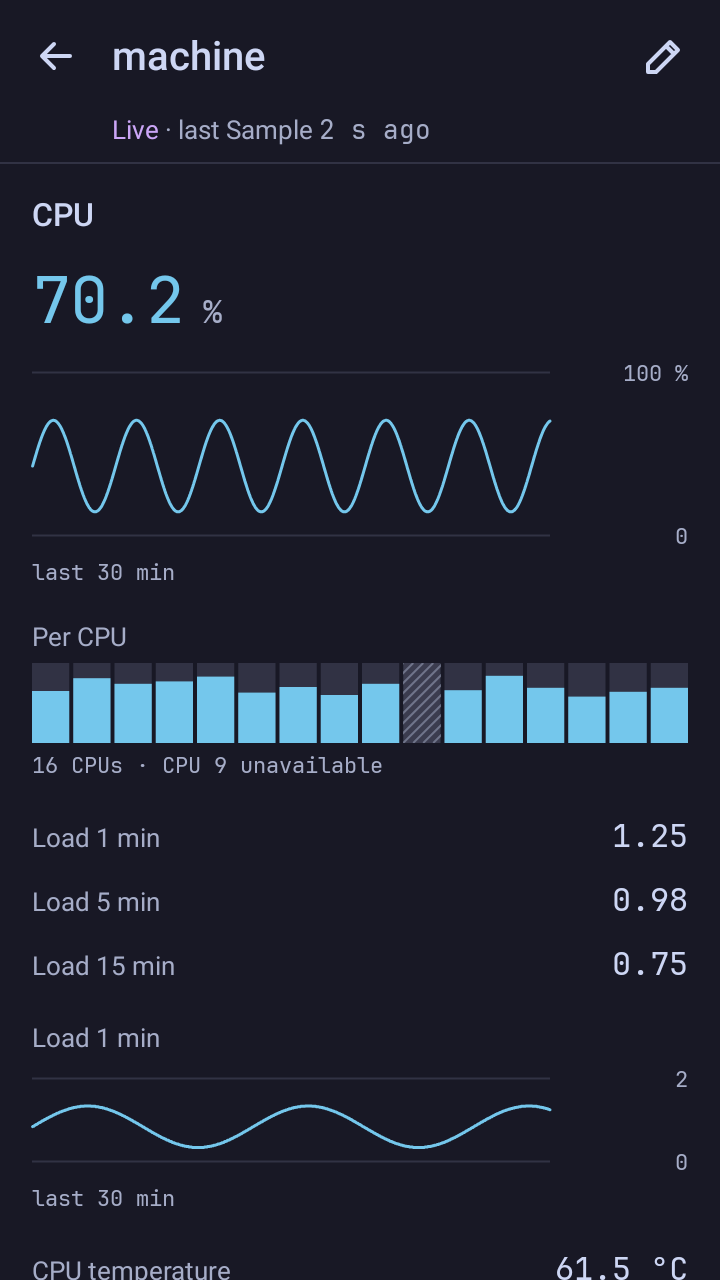 machine
Live · last Sample 2 s ago
CPU
70.2 %
100 %
0
last 30 min
Per CPU
16 CPUs · CPU 9 unavailable
Load 1 min 1.25
Load 5 min 0.98
Load 15 min 0.75
Load 1 min
2
0
last 30 min
CPU temperature 61.5 °C